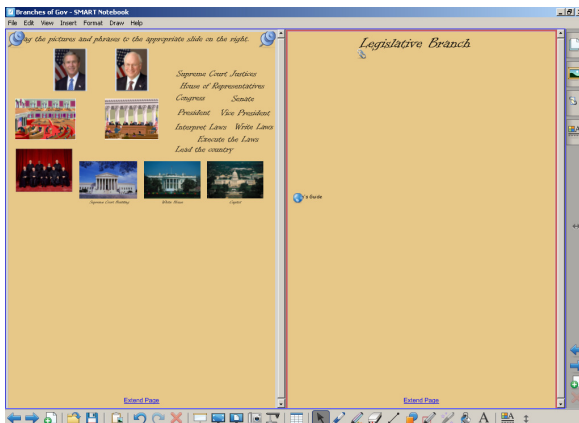 Branches of Gov - SMART Notebook
File Edit View Insert Format Draw Help
ag the pictures and phrases to the appropriate slide on the right.
Supreme Court Justices
House of Representatives
Congress Senate
President Vice President
Interpret Laws Write Laws
Execute the Laws
Lead the country
Supreme Court Building
White House
Capitol
Extend Page
Legislative Branch
's Guide
Extend Page